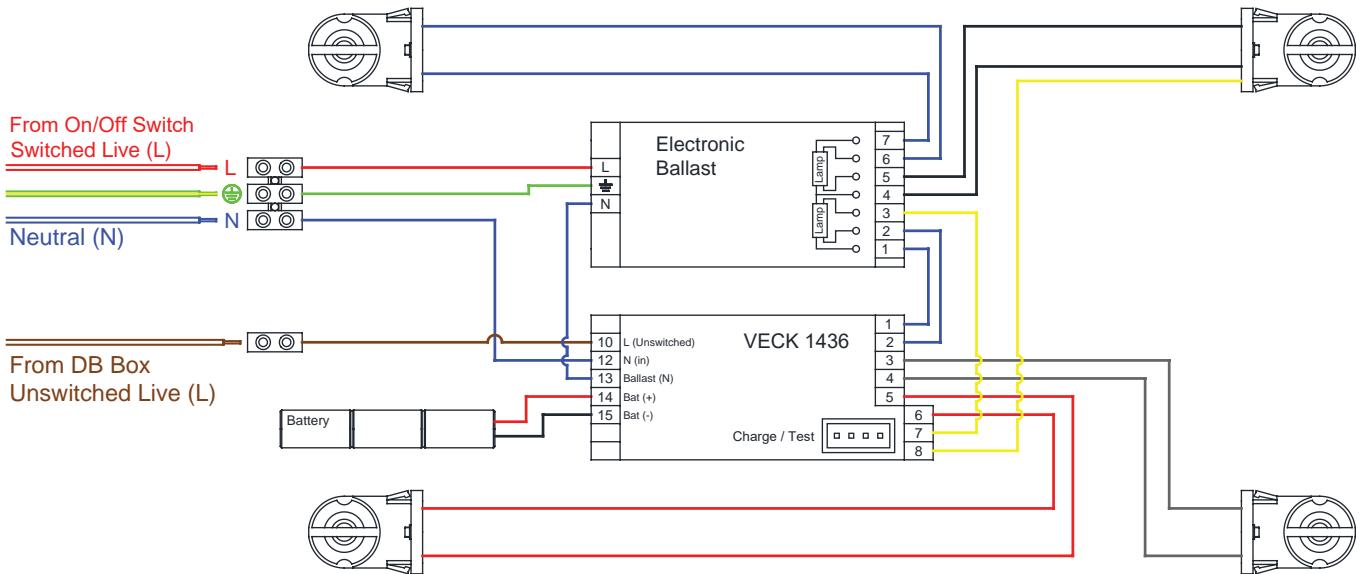 From On/Off Switch
Switched Live (L)
L
N
Neutral (N)
From DB Box
Unswitched Live (L)
Battery
Electronic
Ballast
L
N
Lamp
Lamp
7
6
5
4
3
2
1
VECK 1436
10 L (Unswitched)
12 N (in)
13 Ballast (N)
14 Bat (+)
15 Bat (-)
Charge / Test
1
2
3
4
5
6
7
8